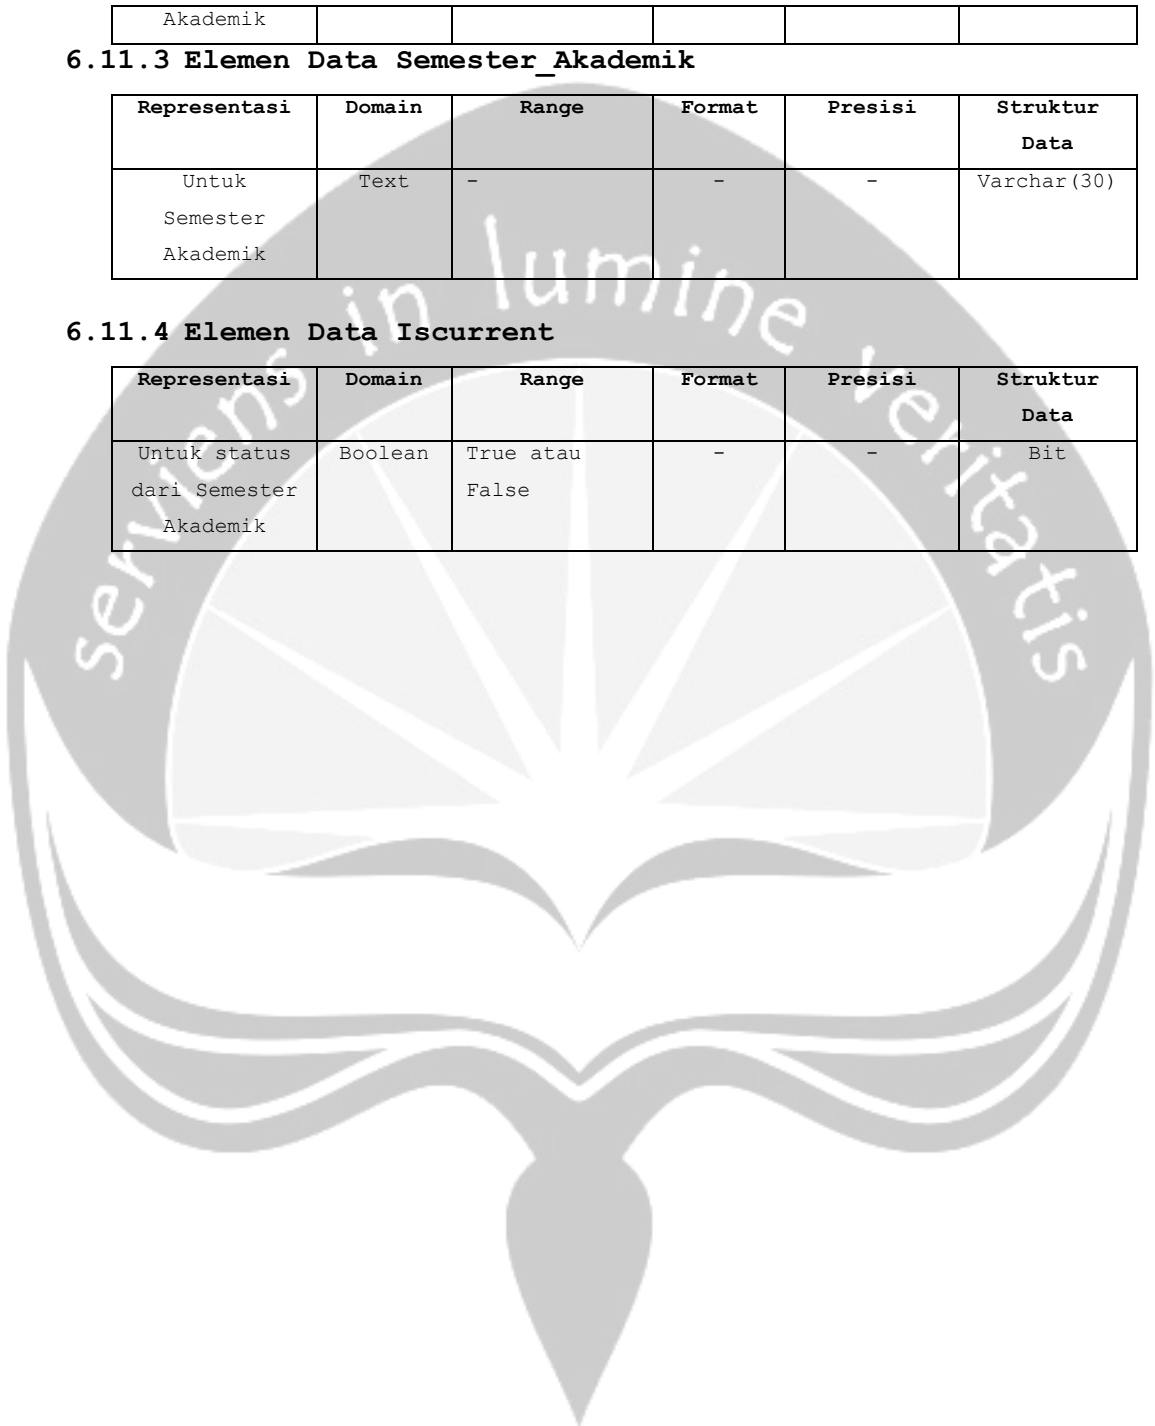 Akademik
6.11.3 Elemen Data Semester_Akademik
Representasi Domain Range Format Presisi Struktur
Data
Untuk Text - - - Varchar(30)
Semester
Akademik
6.11.4 Elemen Data Iscurrent
Representasi Domain Range Format Presisi Struktur
Data
Untuk status Boolean True atau - - Bit
dari Semester False
Akademik
serviens in lumine veritatis